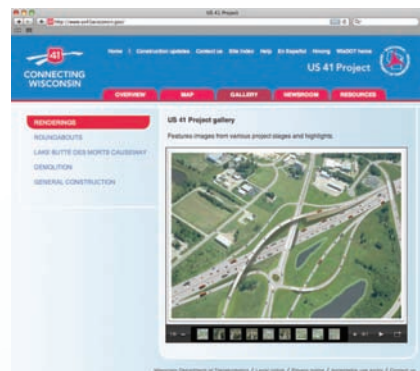 US 41 Project
41
CONNECTING
WISCONSIN
Home | Construction updates Contact us Site Index Help En Español Hmong WisDOT home
US 41 Project
OVERVIEW MAP GALLERY NEWSROOM RESOURCES
RENDERINGS
ROUNDABOUTS
LAKE BUTTE DES MORTS CAUSEWAY
DEMOLITION
GENERAL CONSTRUCTION
US 41 Project gallery
Features images from various project stages and highlights.